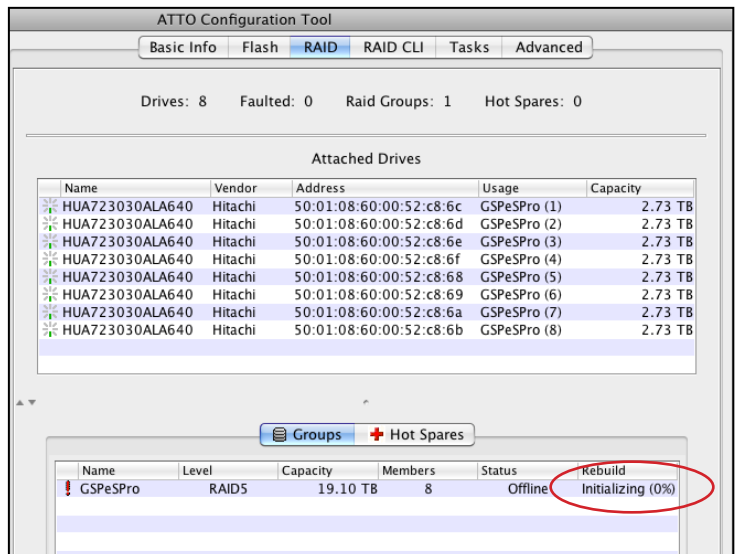 ATTO Configuration Tool
Basic Info Flash RAID RAID CLI Tasks Advanced
Drives: 8 Faulted: 0 Raid Groups: 1 Hot Spares: 0
Attached Drives
Name Vendor Address Usage Capacity
HUA723030ALA640 Hitachi 50:01:08:60:00:52:c8:6c GSPeSPro (1) 2.73 TB
HUA723030ALA640 Hitachi 50:01:08:60:00:52:c8:6d GSPeSPro (2) 2.73 TB
HUA723030ALA640 Hitachi 50:01:08:60:00:52:c8:6e GSPeSPro (3) 2.73 TB
HUA723030ALA640 Hitachi 50:01:08:60:00:52:c8:6f GSPeSPro (4) 2.73 TB
HUA723030ALA640 Hitachi 50:01:08:60:00:52:c8:68 GSPeSPro (5) 2.73 TB
HUA723030ALA640 Hitachi 50:01:08:60:00:52:c8:69 GSPeSPro (6) 2.73 TB
HUA723030ALA640 Hitachi 50:01:08:60:00:52:c8:6a GSPeSPro (7) 2.73 TB
HUA723030ALA640 Hitachi 50:01:08:60:00:52:c8:6b GSPeSPro (8) 2.73 TB
Groups Hot Spares
Name Level Capacity Members Status Rebuild
GSPeSPro RAID5 19.10 TB 8 Offline Initializing (0%)